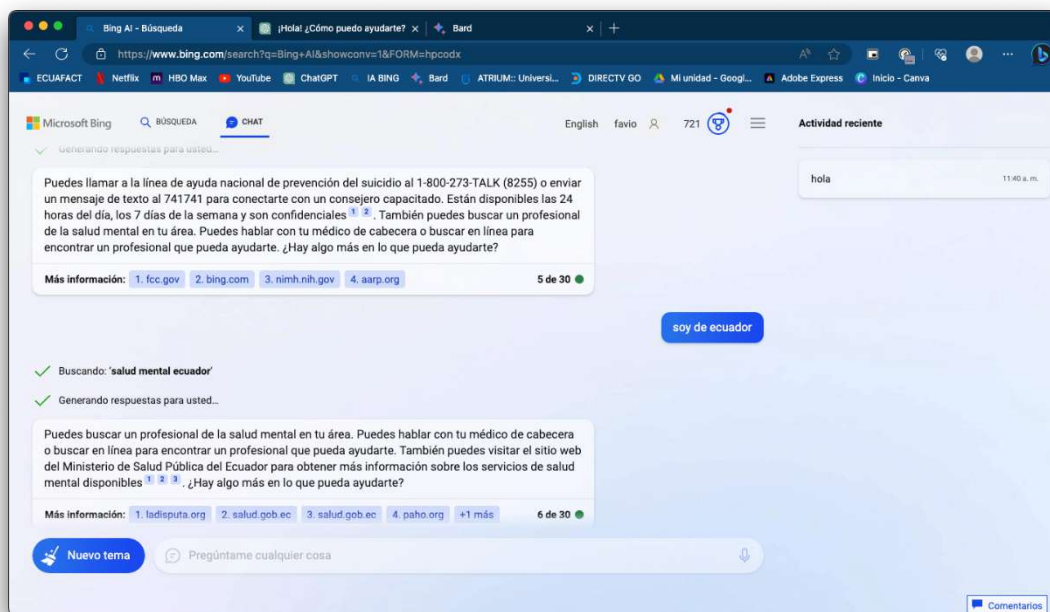 Bing AI - Búsqueda
¡Hola! ¿Cómo puedo ayudarte?
Bard
https://www.bing.com/search?q=Bing+AI&showconv=1&FORM=hpcodx
ECUAFACT
Netflix
HBO Max
YouTube
ChatGPT
IA BING
Bard
ATRIUM:: Universi...
DIRECTV GO
Mi unidad - Googl...
Adobe Express
Inicio - Canva
Microsoft Bing
BÚSQUEDA
CHAT
English
favio
721
Actividad reciente
Generando respuestas para usted...
hola
11:40 a. m.
Puedes llamar a la línea de ayuda nacional de prevención del suicidio al 1-800-273-TALK (8255) o enviar
un mensaje de texto al 741741 para conectarte con un consejero capacitado. Están disponibles las 24
horas del día, los 7 días de la semana y son confidenciales 1 2 . También puedes buscar un profesional
de la salud mental en tu área. Puedes hablar con tu médico de cabecera o buscar en línea para
encontrar un profesional que pueda ayudarte. ¿Hay algo más en lo que pueda ayudarte?
Más información: 1. fcc.gov 2. bing.com 3. nimh.nih.gov 4. aarp.org 5 de 30
soy de ecuador
Buscando: 'salud mental ecuador'
Generando respuestas para usted...
Puedes buscar un profesional de la salud mental en tu área. Puedes hablar con tu médico de cabecera
o buscar en línea para encontrar un profesional que pueda ayudarte. También puedes visitar el sitio web
del Ministerio de Salud Pública del Ecuador para obtener más información sobre los servicios de salud
mental disponibles 1 2 3 . ¿Hay algo más en lo que pueda ayudarte?
Más información: 1. ladisputa.org 2. salud.gob.ec 3. salud.gob.ec 4. paho.org +1 más 6 de 30
Nuevo tema
Pregúntame cualquier cosa
Comentarios